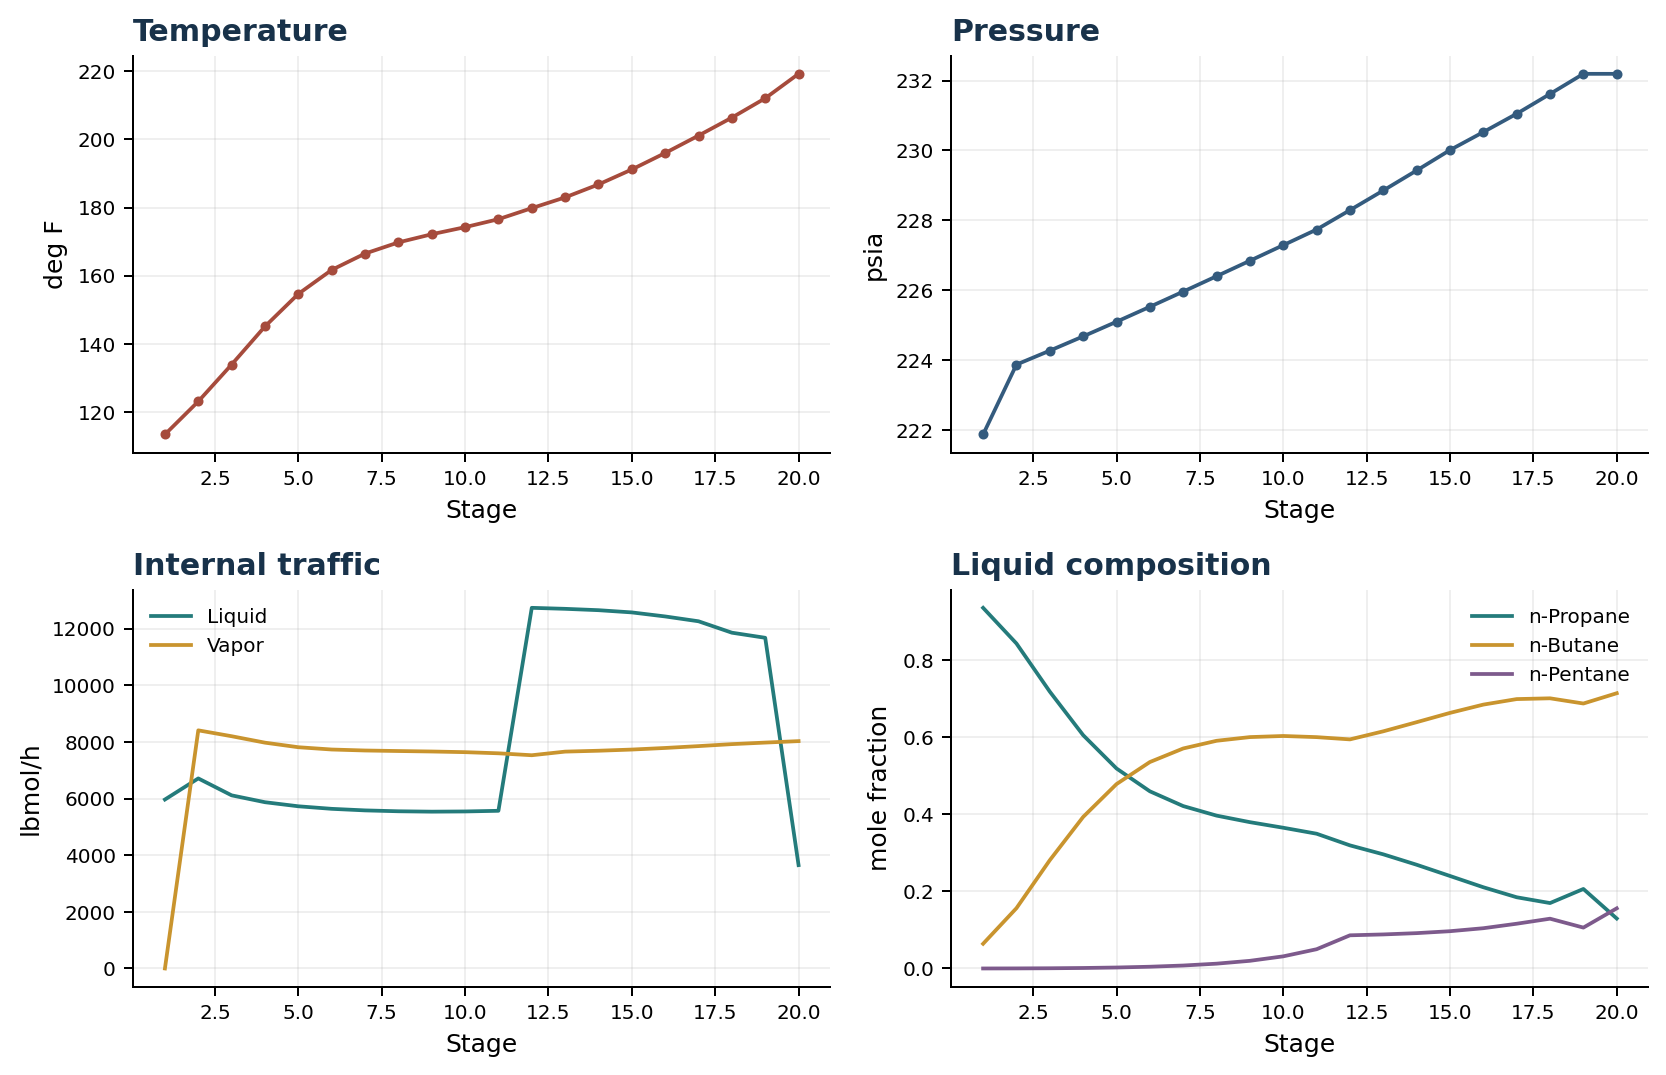 Temperature
220
200
180
160
140
120
deg F
2.5 5.0 7.5 10.0 12.5 15.0 17.5 20.0
Stage
Pressure
232
230
228
226
224
222
psia
2.5 5.0 7.5 10.0 12.5 15.0 17.5 20.0
Stage
Internal traffic
Liquid
Vapor
12000
10000
8000
6000
4000
2000
0
lbmol/h
2.5 5.0 7.5 10.0 12.5 15.0 17.5 20.0
Stage
Liquid composition
n-Propane
n-Butane
n-Pentane
0.8
0.6
0.4
0.2
0.0
mole fraction
2.5 5.0 7.5 10.0 12.5 15.0 17.5 20.0
Stage